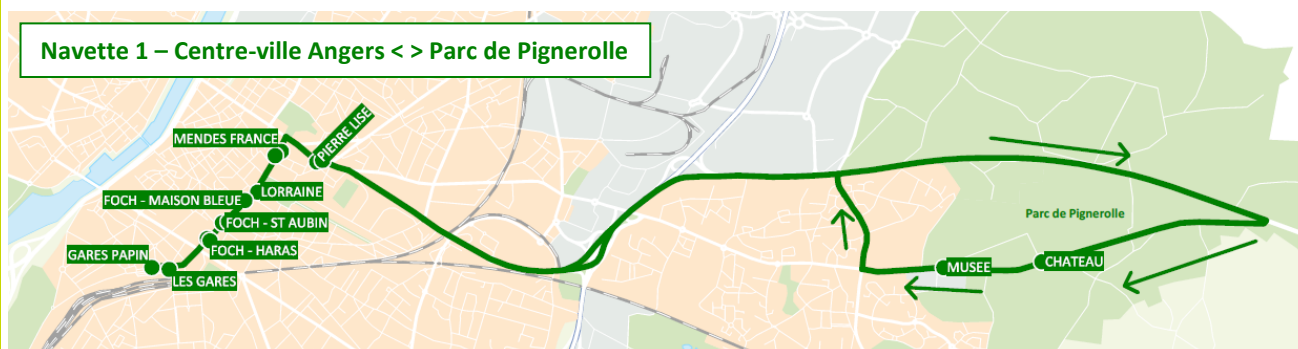 Navette 1 – Centre-ville Angers < > Parc de Pignerolle
MENDES FRANCE
PIERRE LISE
LORRAINE
FOCH - MAISON BLEUE
FOCH - ST AUBIN
FOCH - HARAS
GARES PAPIN
LES GARES
Parc de Pignerolle
MUSEE
CHATEAU